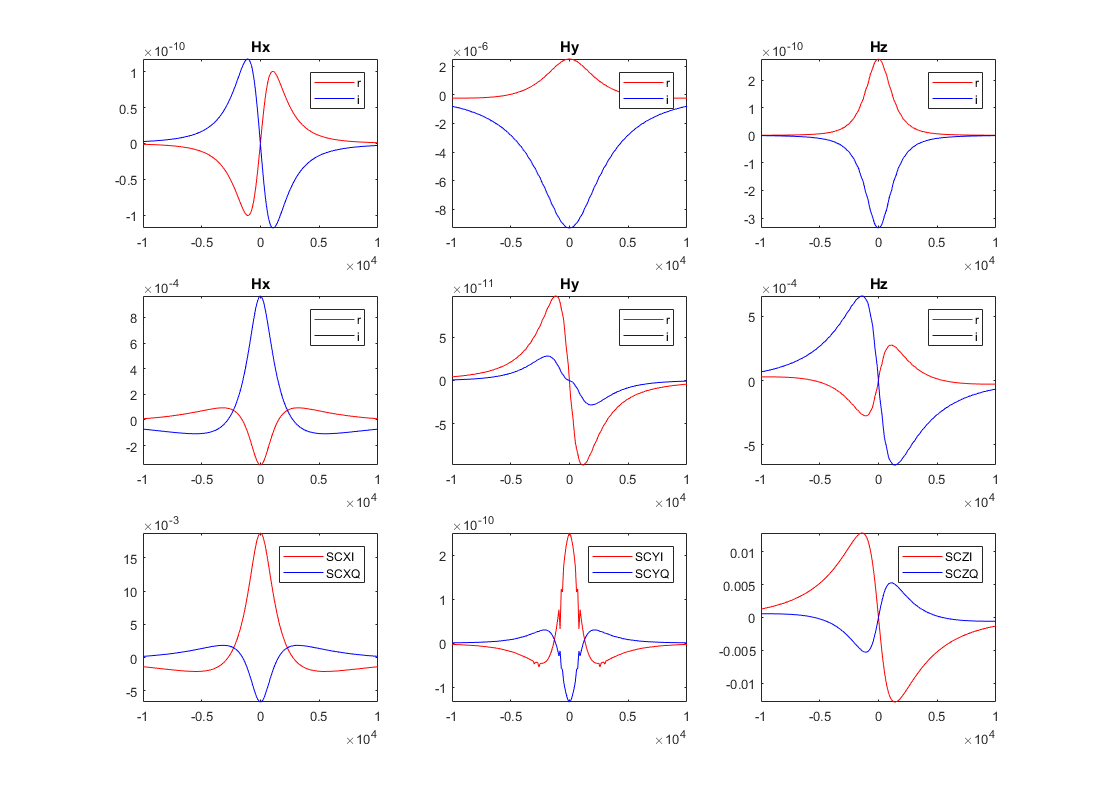 ×10-10
Hx
1
0.5
0
-0.5
-1
r
i
-1 -0.5 0 0.5 1
×104
×10-6
Hy
2
0
-2
-4
-6
-8
r
i
-1 -0.5 0 0.5 1
×104
×10-10
Hz
2
1
0
-1
-2
-3
r
i
-1 -0.5 0 0.5 1
×104
×10-4
Hx
8
6
4
2
0
-2
r
i
-1 -0.5 0 0.5 1
×104
×10-11
Hy
5
0
-5
r
i
-1 -0.5 0 0.5 1
×104
×10-4
Hz
5
0
-5
r
i
-1 -0.5 0 0.5 1
×104
×10-3
15
10
5
0
-5
SCXI
SCXQ
-1 -0.5 0 0.5 1
×104
×10-10
2
1
0
-1
SCYI
SCYQ
-1 -0.5 0 0.5 1
×104
0.01
0.005
0
-0.005
-0.01
SCZI
SCZQ
-1 -0.5 0 0.5 1
×104